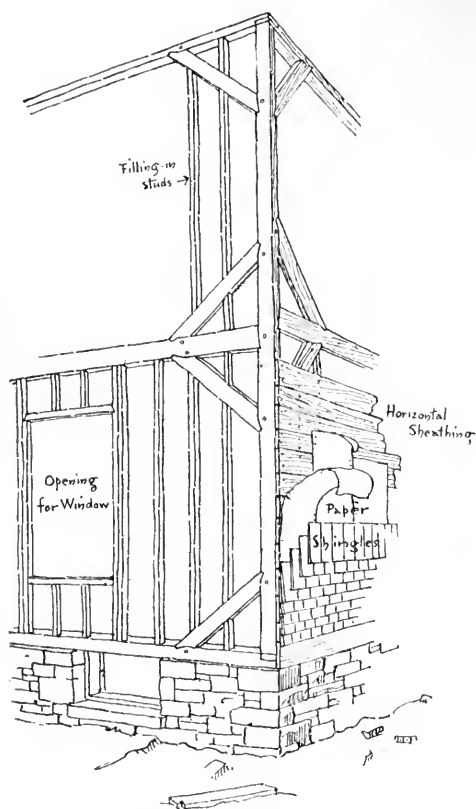 Filling-in
studs
Horizontal
Sheathing
Opening
for Window
Paper
Shingles